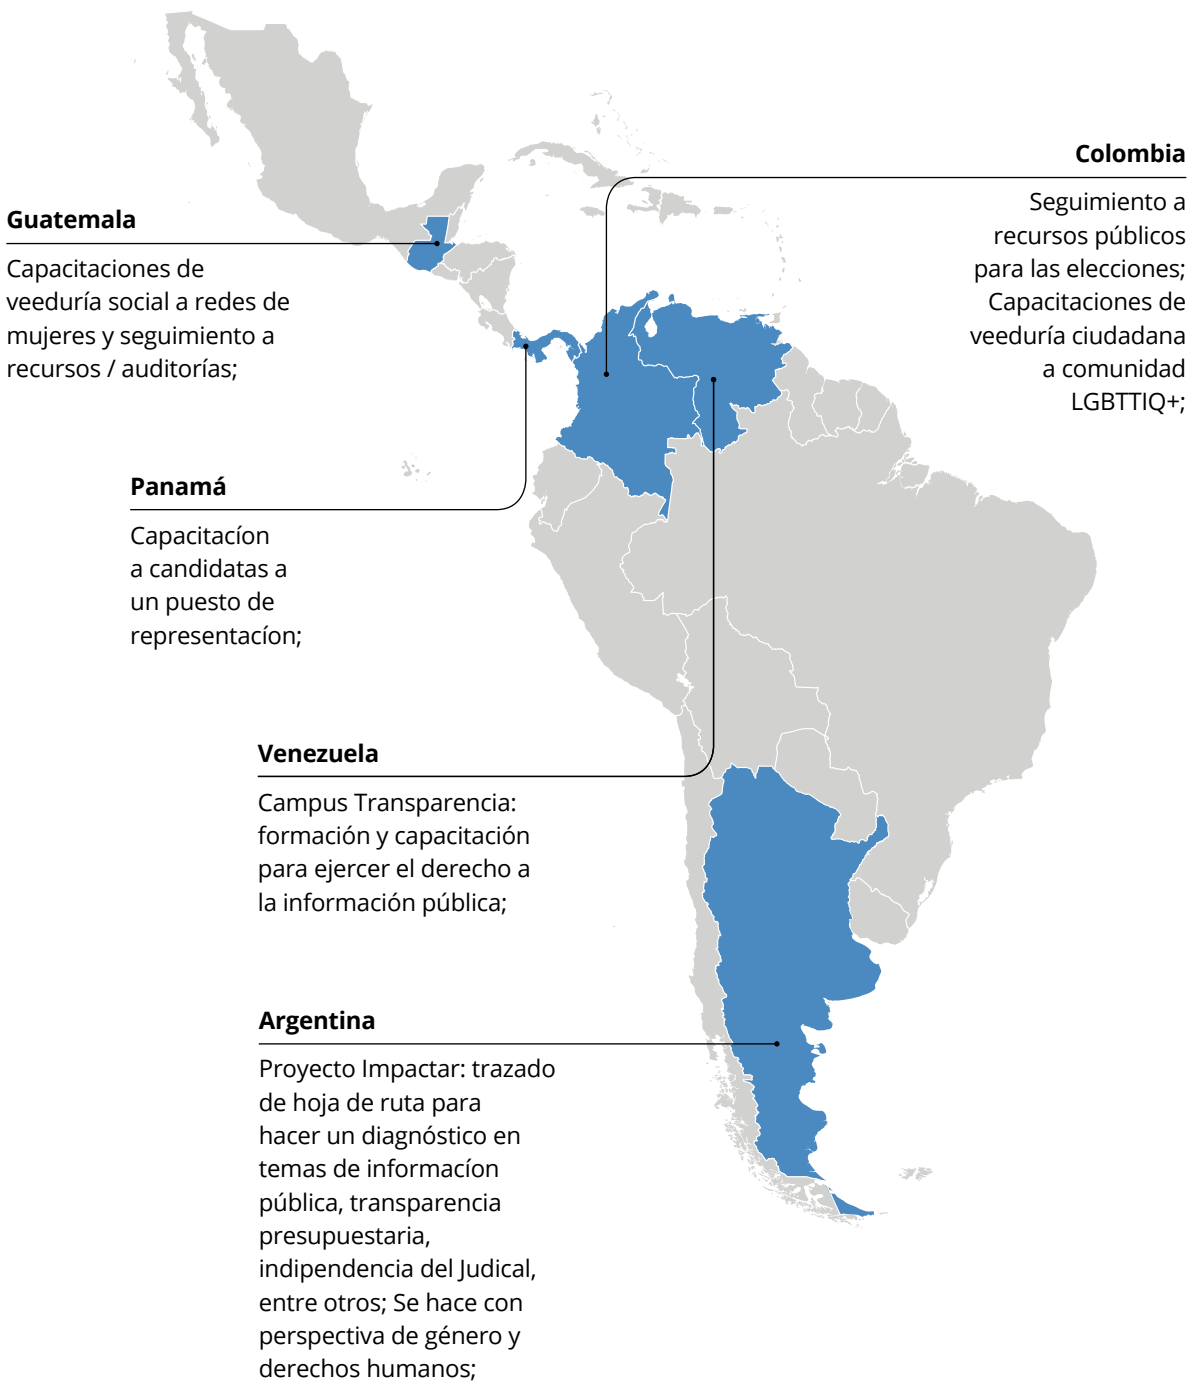 Colombia
Seguimiento a
recursos públicos
para las elecciones;
Capacitaciones de
veeduría ciudadana
a comunidad
LGBTTIQ+;
Guatemala
Capacitaciones de
veeduría social a redes de
mujeres y seguimiento a
recursos / auditorías;
Panamá
Capacitacíon
a candidatas a
un puesto de
representacíon;
Venezuela
Campus Transparencia:
formación y capacitación
para ejercer el derecho a
la información pública;
Argentina
Proyecto Impactar: trazado
de hoja de ruta para
hacer un diagnóstico en
temas de informacíon
pública, transparencia
presupuestaria,
indipendencia del Judical,
entre otros; Se hace con
perspectiva de género y
derechos humanos;